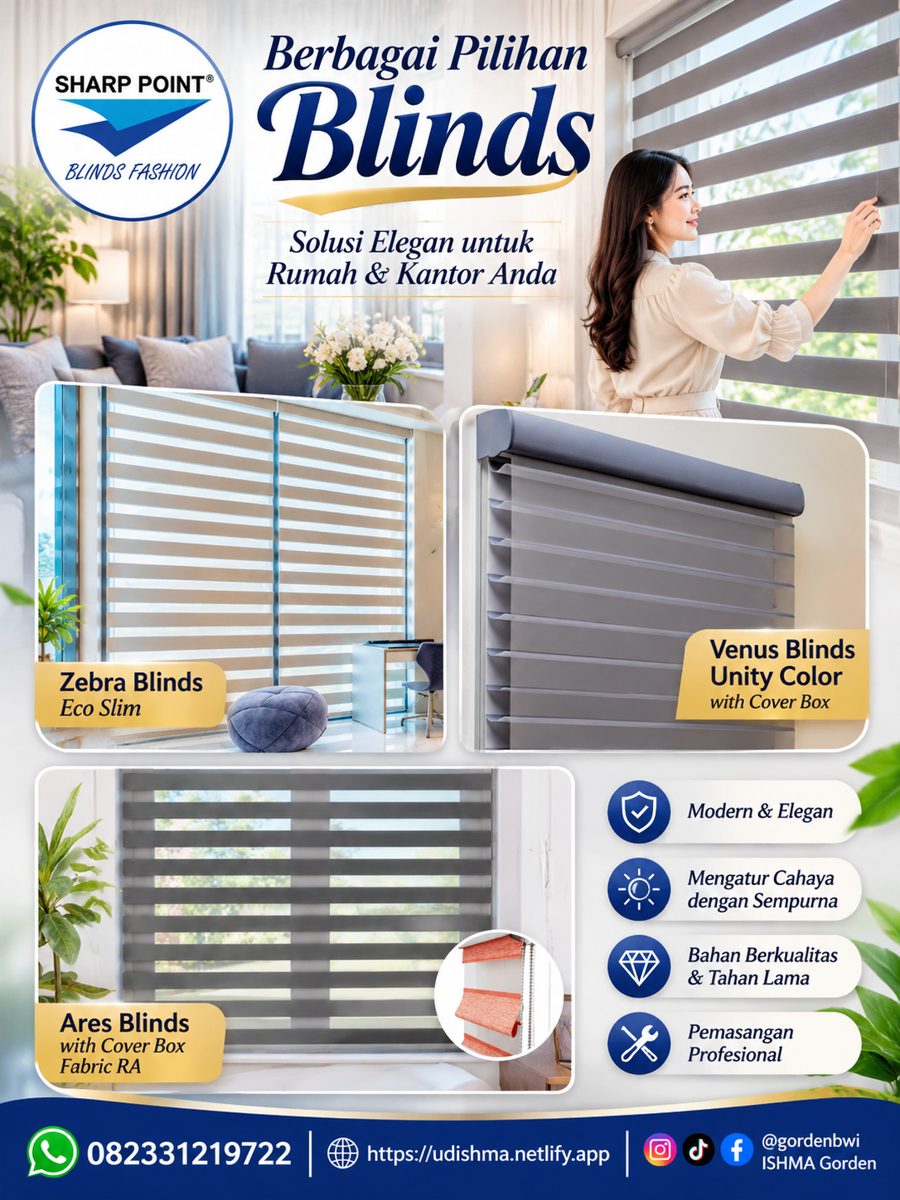 SHARP POINT®
BLINDS FASHION
Berbagai Pilihan
Blinds
Solusi Elegan untuk
Rumah & Kantor Anda
Zebra Blinds
Eco Slim
Venus Blinds
Unity Color
with Cover Box
Ares Blinds
with Cover Box
Fabric RA
Modern & Elegan
Mengatur Cahaya
dengan Sempurna
Bahan Berkualitas
& Tahan Lama
Pemasangan
Profesional
082331219722
https://udishma.netlify.app
@gordenbwi
ISHMA Gorden